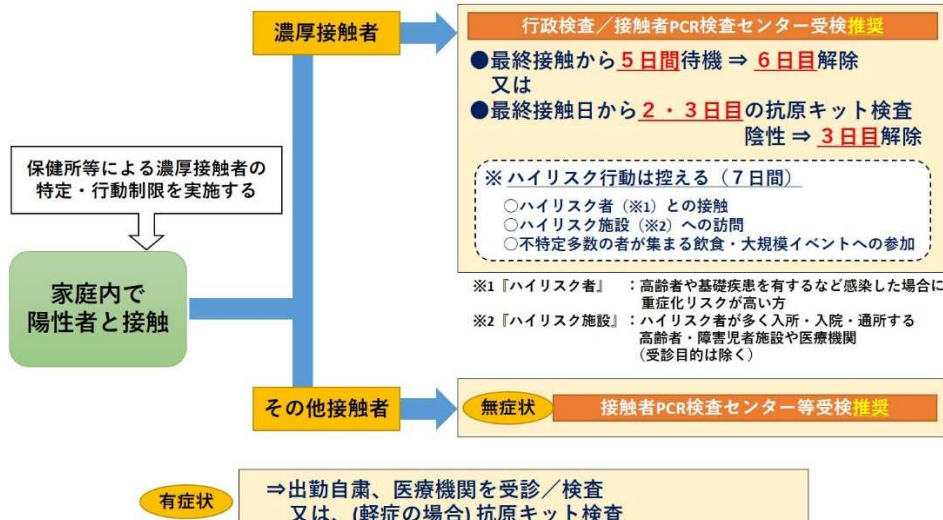 濃厚接触者
行政検査／接触者PCR検査センター受検推奨
●最終接触から５日間待機 ⇒ ６日目解除
又は
●最終接触日から２・３日目の抗原キット検査
陰性 ⇒ ３日目解除
※ ハイリスク行動は控える（７日間）
○ハイリスク者（※1）との接触
○ハイリスク施設（※2）への訪問
○不特定多数の者が集まる飲食・大規模イベントへの参加
※1『ハイリスク者』　：高齢者や基礎疾患を有するなど感染した場合に
重症化リスクが高い方
※2『ハイリスク施設』：ハイリスク者が多く入所・入院・通所する
高齢者・障害児者施設や医療機関
（受診目的は除く）
保健所等による濃厚接触者の
特定・行動制限を実施する
家庭内で
陽性者と接触
その他接触者
無症状
接触者PCR検査センター等受検推奨
有症状
⇒出勤自粛、医療機関を受診／検査
又は、(軽症の場合) 抗原キット検査